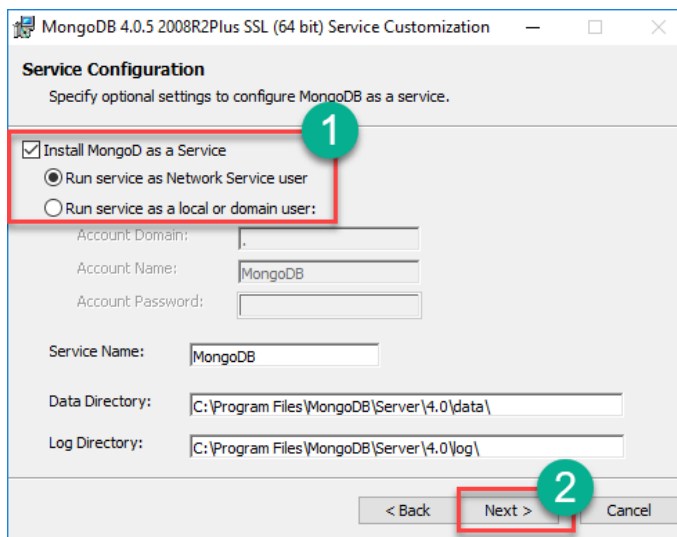 MongoDB 4.0.5 2008R2Plus SSL (64 bit) Service Customization
Service Configuration
Specify optional settings to configure MongoDB as a service.
1
Install MongoD as a Service
Run service as Network Service user
Run service as a local or domain user:
Account Domain: .
Account Name: MongoDB
Account Password:
Service Name: MongoDB
Data Directory: C:\Program Files\MongoDB\Server\4.0\data\
Log Directory: C:\Program Files\MongoDB\Server\4.0\log\
2
< Back Next > Cancel